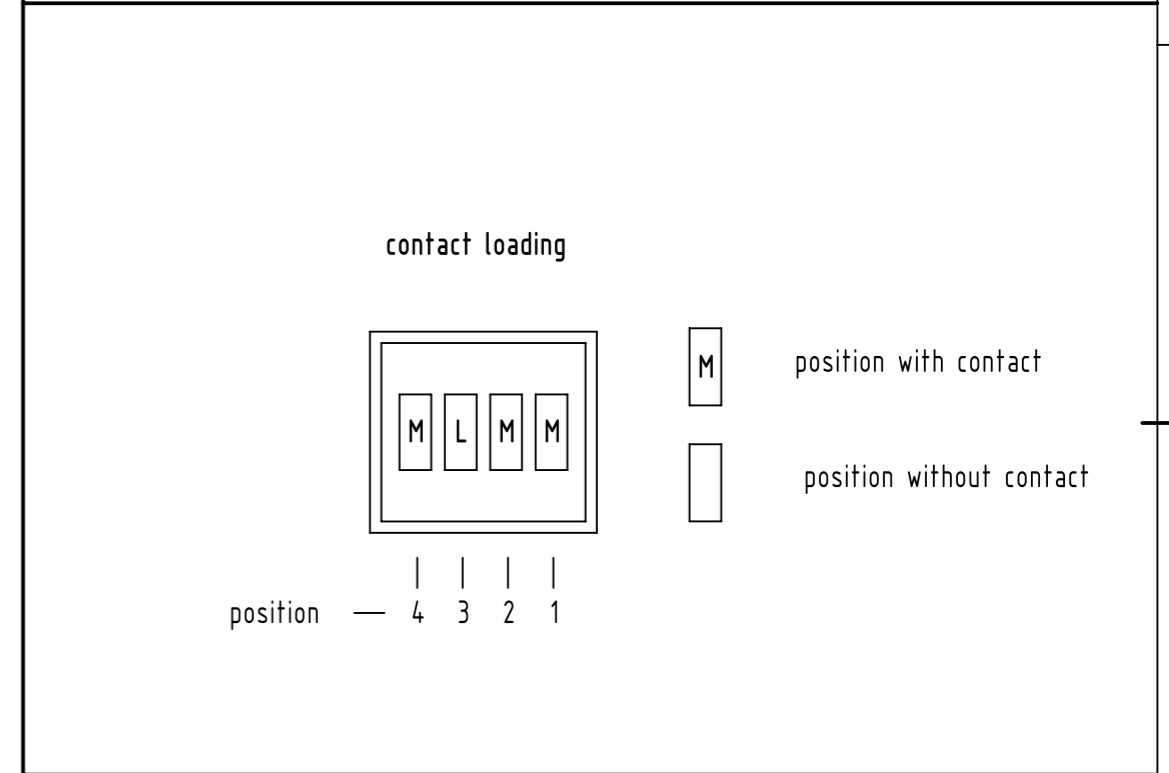 contact loading
M position with contact
M L M M
position without contact
position — 4 3 2 1